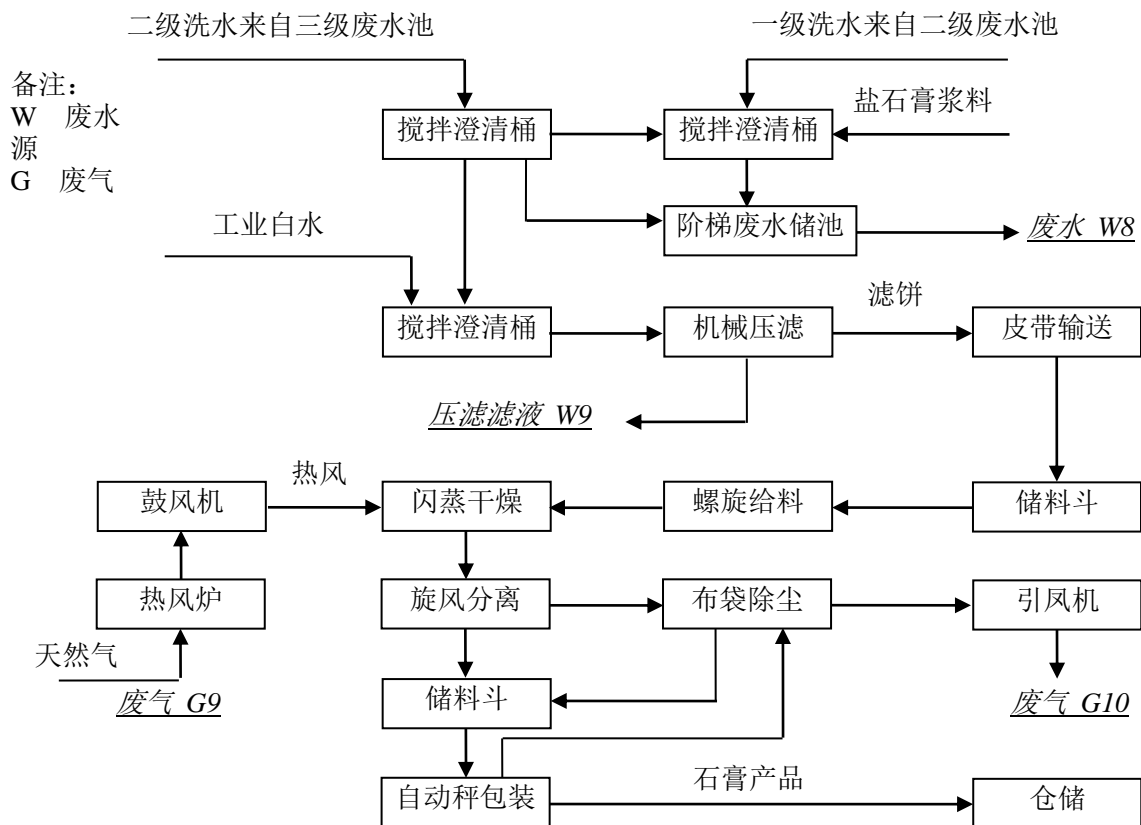 二级洗水来自三级废水池
一级洗水来自二级废水池
备注：
W 废水
源
G 废气
盐石膏浆料
搅拌澄清桶
搅拌澄清桶
工业白水
阶梯废水储池
废水 W8
滤饼
搅拌澄清桶
机械压滤
皮带输送
压滤滤液 W9
热风
鼓风机
闪蒸干燥
螺旋给料
储料斗
热风炉
旋风分离
布袋除尘
引凤机
天然气
废气 G9
储料斗
废气 G10
石膏产品
自动秤包装
仓储